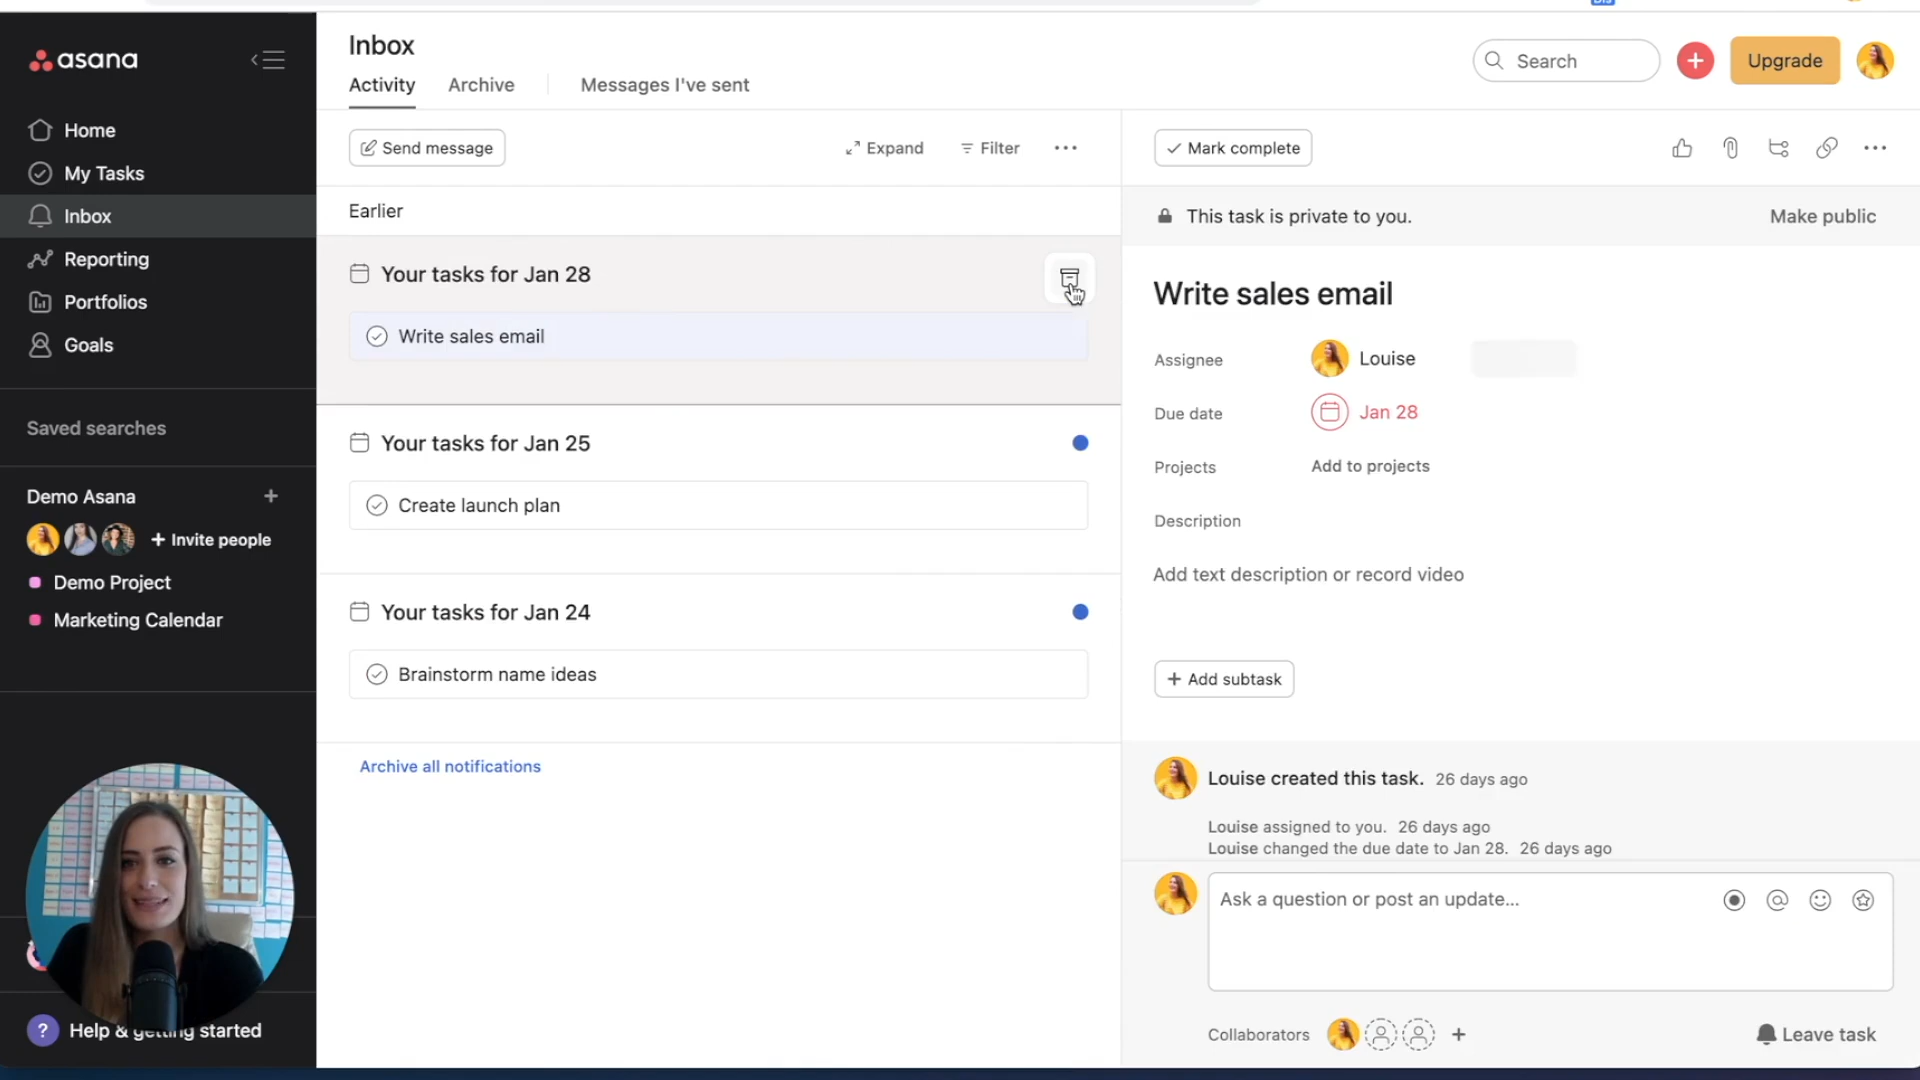 asana
Home
My Tasks
Inbox
Reporting
Portfolios
Goals
Saved searches
Demo Asana
+ Invite people
Demo Project
Marketing Calendar
? Help & getting started
Inbox
Activity Archive Messages I've sent
Search
Upgrade
Send message Expand Filter
Earlier
Your tasks for Jan 28
Write sales email
Your tasks for Jan 25
Create launch plan
Your tasks for Jan 24
Brainstorm name ideas
Archive all notifications
Mark complete
This task is private to you. Make public
Write sales email
Assignee Louise
Due date Jan 28
Projects Add to projects
Description
Add text description or record video
+ Add subtask
Louise created this task. 26 days ago
Louise assigned to you. 26 days ago
Louise changed the due date to Jan 28. 26 days ago
Ask a question or post an update...
Collaborators
Leave task